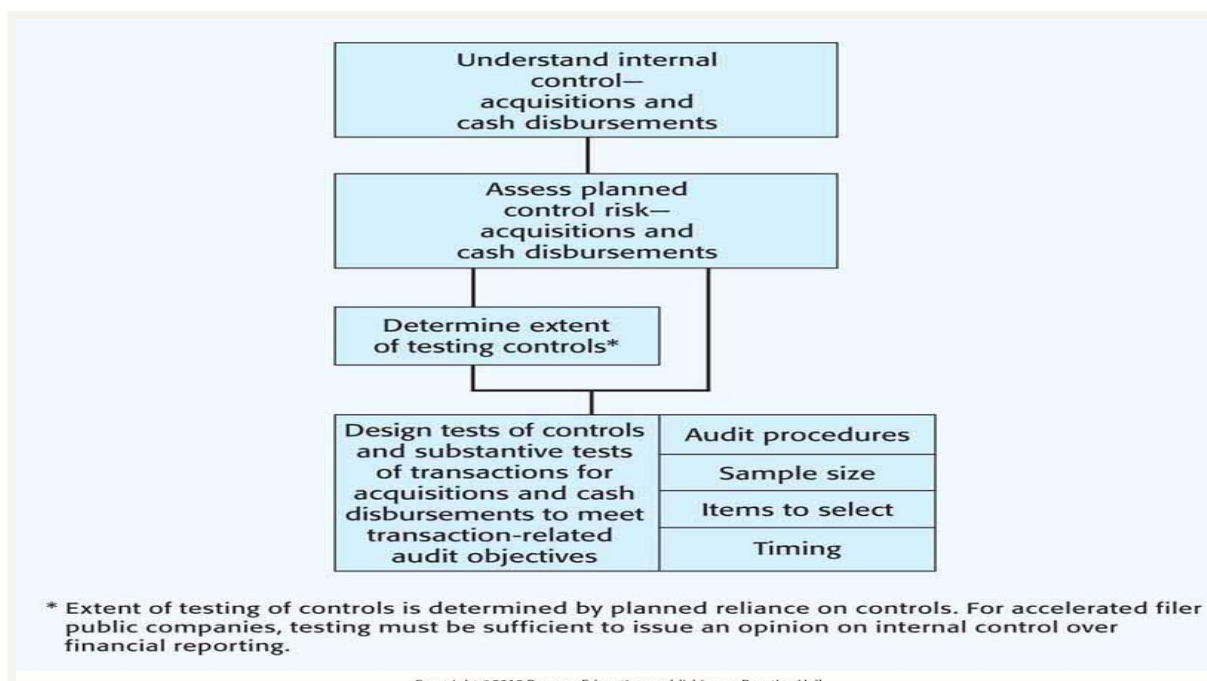 Understand internal
control—
acquisitions and
cash disbursements
Assess planned
control risk—
acquisitions and
cash disbursements
Determine extent
of testing controls*
Design tests of controls
and substantive tests
of transactions for
acquisitions and cash
disbursements to meet
transaction-related
audit objectives
Audit procedures
Sample size
Items to select
Timing
* Extent of testing of controls is determined by planned reliance on controls. For accelerated filer
public companies, testing must be sufficient to issue an opinion on internal control over
financial reporting.